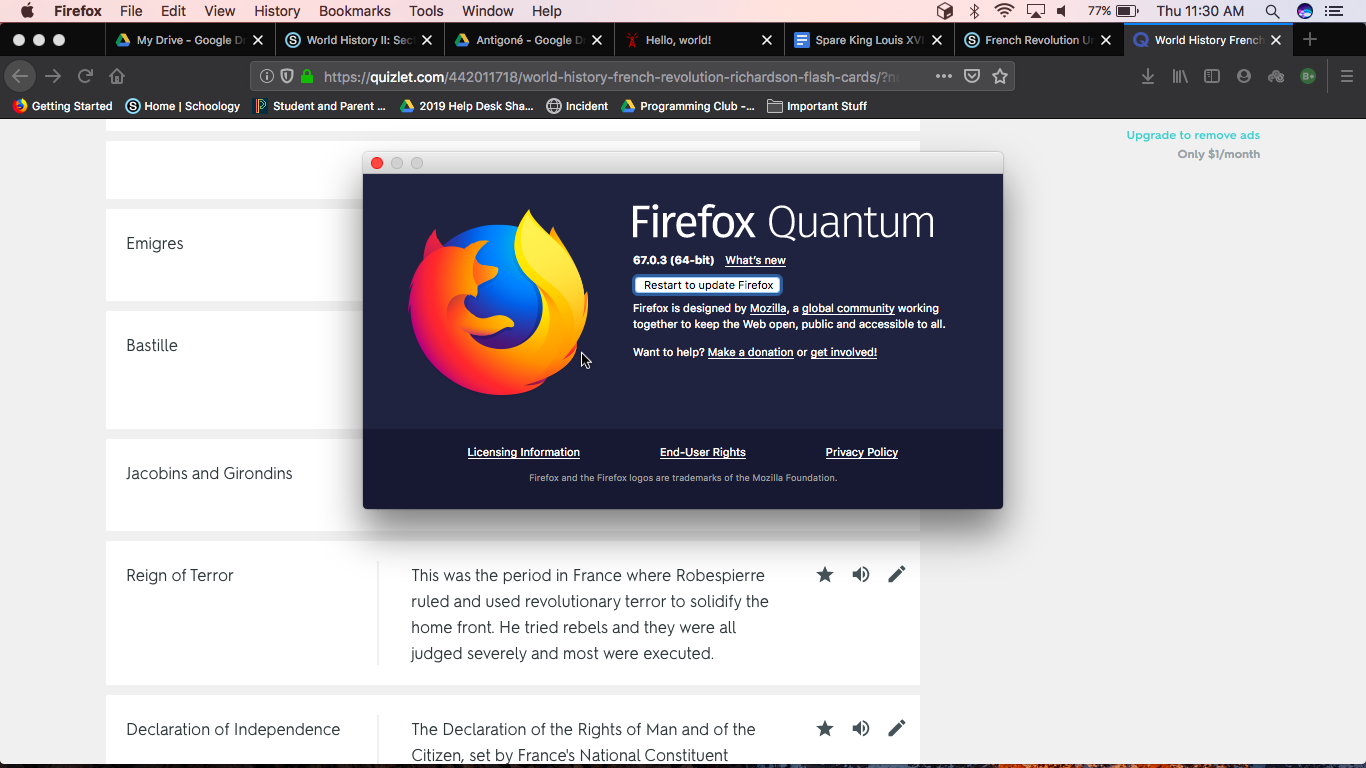 Firefox File Edit View History Bookmarks Tools Window Help 77% Thu 11:30 AM
My Drive - Google Dr World History II: Sect Antigoné - Google D Hello, world! Spare King Louis XVI French Revolution Un World History French
https://quizlet.com/442011718/world-history-french-revolution-richardson-flash-cards/?ne
Getting Started Home | Schoology Student and Parent ... 2019 Help Desk Sha... Incident Programming Club -... Important Stuff B+
Upgrade to remove ads
Only $1/month
Firefox Quantum
67.0.3 (64-bit) What's new
Restart to update Firefox
Firefox is designed by Mozilla, a global community working
together to keep the Web open, public and accessible to all.
Want to help? Make a donation or get involved!
Licensing Information End-User Rights Privacy Policy
Firefox and the Firefox logos are trademarks of the Mozilla Foundation.
Emigres
Bastille
Jacobins and Girondins
Reign of Terror
This was the period in France where Robespierre
ruled and used revolutionary terror to solidify the
home front. He tried rebels and they were all
judged severely and most were executed.
Declaration of Independence
The Declaration of the Rights of Man and of the
Citizen, set by France's National Constituent